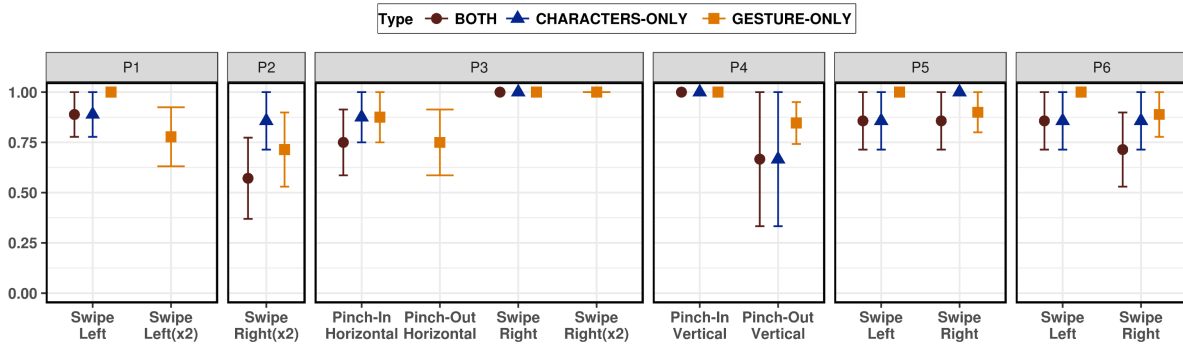 Type BOTH CHARACTERS-ONLY GESTURE-ONLY
P1 P2 P3 P4 P5 P6
1.00
0.75
0.50
0.25
0.00
Swipe Left
Swipe Left(x2)
Swipe Right(x2)
Pinch-In Horizontal
Pinch-Out Horizontal
Swipe Right
Swipe Right(x2)
Pinch-In Vertical
Pinch-Out Vertical
Swipe Left
Swipe Right
Swipe Left
Swipe Right